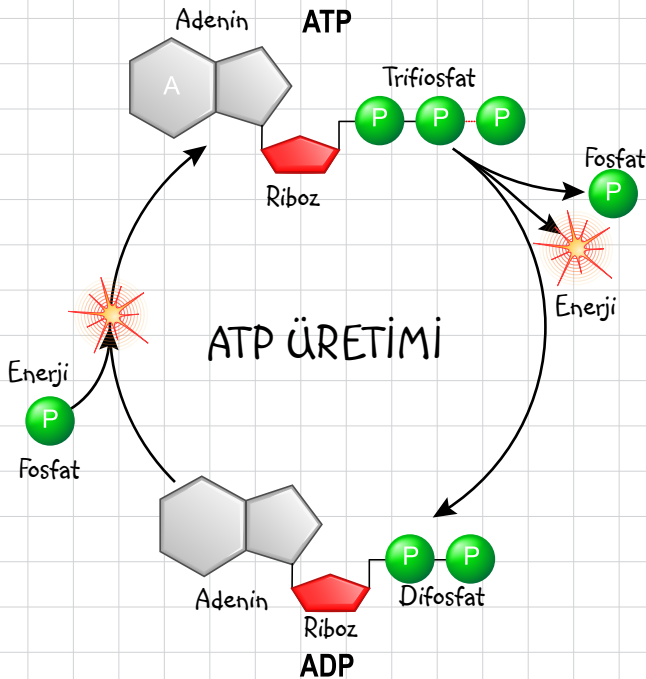 Adenin
ATP
A
Trifiosfat
P P P
Fosfat
P
Riboz
Enerji
ATP ÜRETİMİ
Enerji
P
Fosfat
P P
Adenin
Difosfat
Riboz
ADP